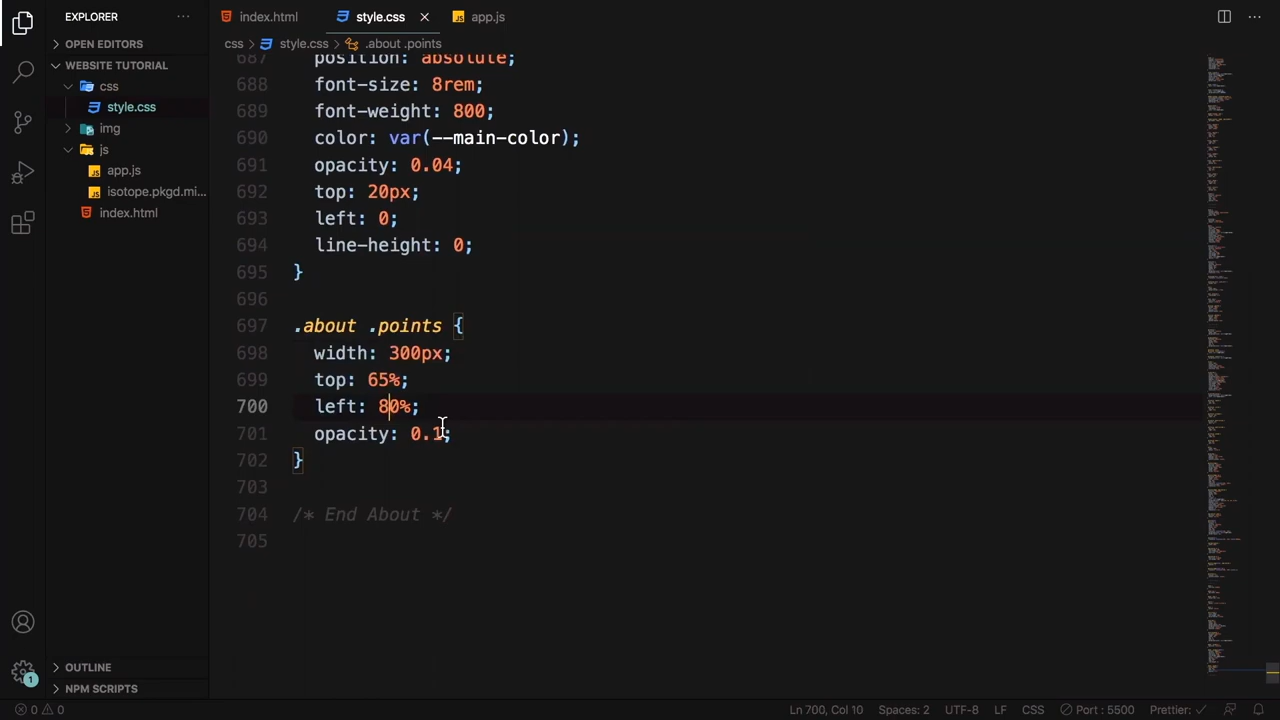 EXPLORER
index.html
style.css
app.js
OPEN EDITORS
css
style.css
.about .points
WEBSITE TUTORIAL
css
style.css
img
js
app.js
isotope.pkgd.mi...
index.html
687 position: absolute;
688 font-size: 8rem;
689 font-weight: 800;
690 color: var(--main-color);
691 opacity: 0.04;
692 top: 20px;
693 left: 0;
694 line-height: 0;
695 }
696
697 .about .points {
698 width: 300px;
699 top: 65%;
700 left: 80%;
701 opacity: 0.1;
702 }
703
704 /* End About */
705
OUTLINE
NPM SCRIPTS
1
0 0
Ln 700, Col 10
Spaces: 2
UTF-8
LF
CSS
Port : 5500
Prettier: